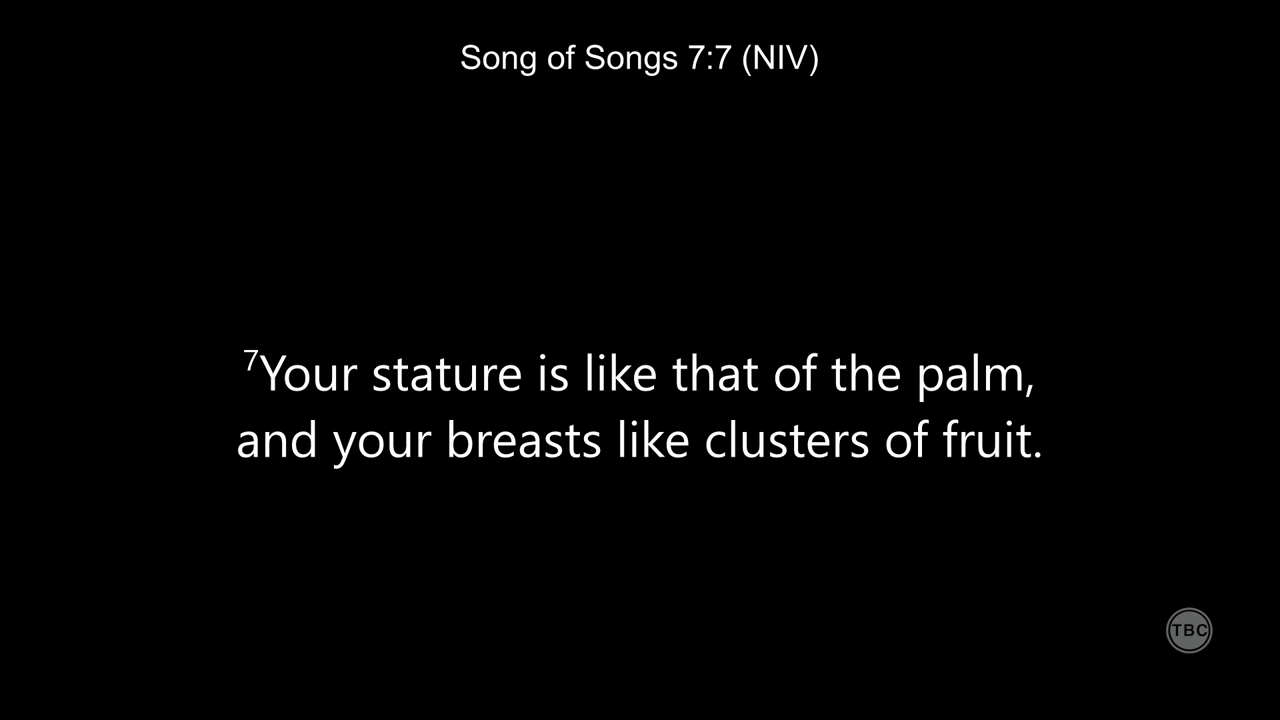 Song of Songs 7:7 (NIV)
⁷Your stature is like that of the palm,
and your breasts like clusters of fruit.
TBC